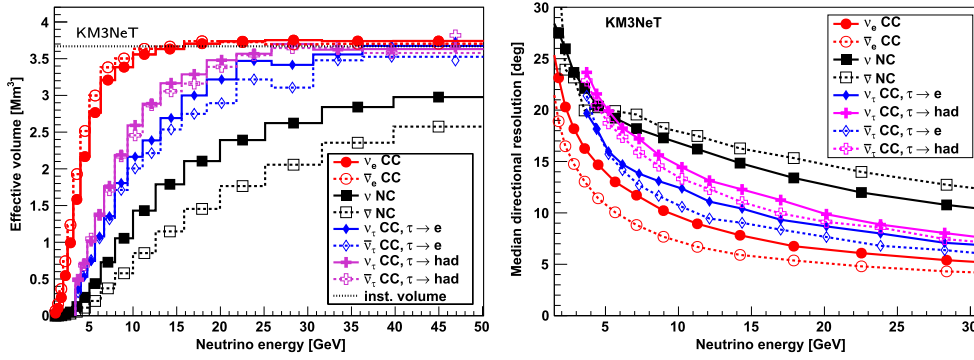 KM3NeT
Effective volume [Mm³]
4
3.5
3
2.5
2
1.5
1
0.5
0
5 10 15 20 25 30 35 40 45 50
Neutrino energy [GeV]
νe CC
ν̅e CC
ν NC
ν̅ NC
ντ CC, τ → e
ν̅τ CC, τ → e
ντ CC, τ → had
ν̅τ CC, τ → had
inst. volume
KM3NeT
Median directional resolution [deg]
30
25
20
15
10
5
0
5 10 15 20 25 30
Neutrino energy [GeV]
νe CC
ν̅e CC
ν NC
ν̅ NC
ντ CC, τ → e
ντ CC, τ → had
ν̅τ CC, τ → e
ν̅τ CC, τ → had